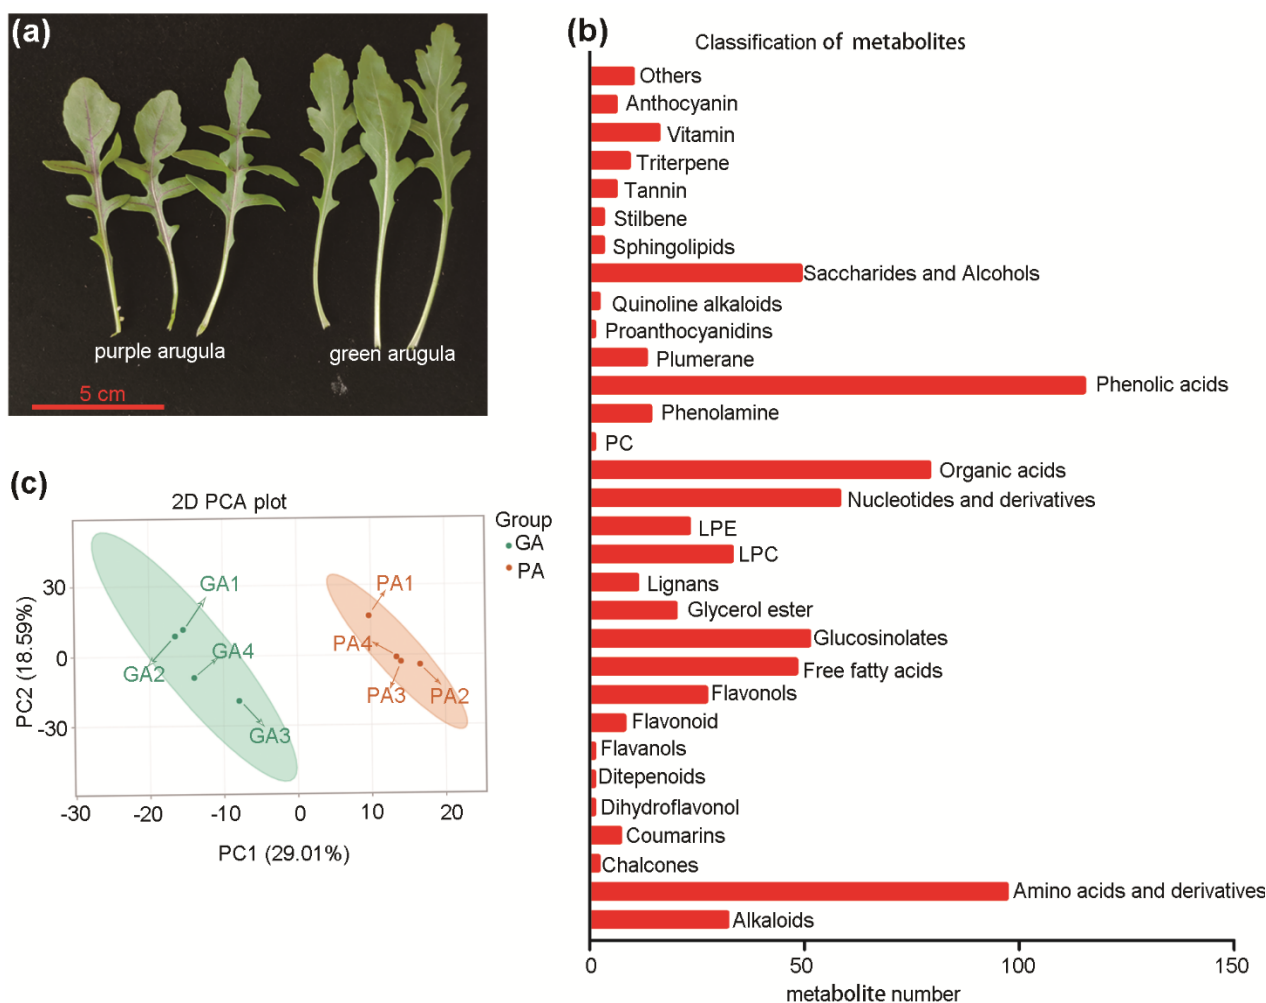 (a)
purple arugula
green arugula
5 cm
(b)
Classification of metabolites
Others
Anthocyanin
Vitamin
Triterpene
Tannin
Stilbene
Sphingolipids
Saccharides and Alcohols
Quinoline alkaloids
Proanthocyanidins
Plumerane
Phenolic acids
Phenolamine
PC
Organic acids
Nucleotides and derivatives
LPE
LPC
Lignans
Glycerol ester
Glucosinolates
Free fatty acids
Flavonols
Flavonoid
Flavanols
Ditepenoids
Dihydroflavonol
Coumarins
Chalcones
Amino acids and derivatives
Alkaloids
0 50 100 150
metabolite number
(c)
2D PCA plot
Group
GA
PA
PC2 (18.59%)
30
0
-30
GA1
GA2
GA4
GA3
PA1
PA4
PA3
PA2
-30 -20 -10 0 10 20
PC1 (29.01%)